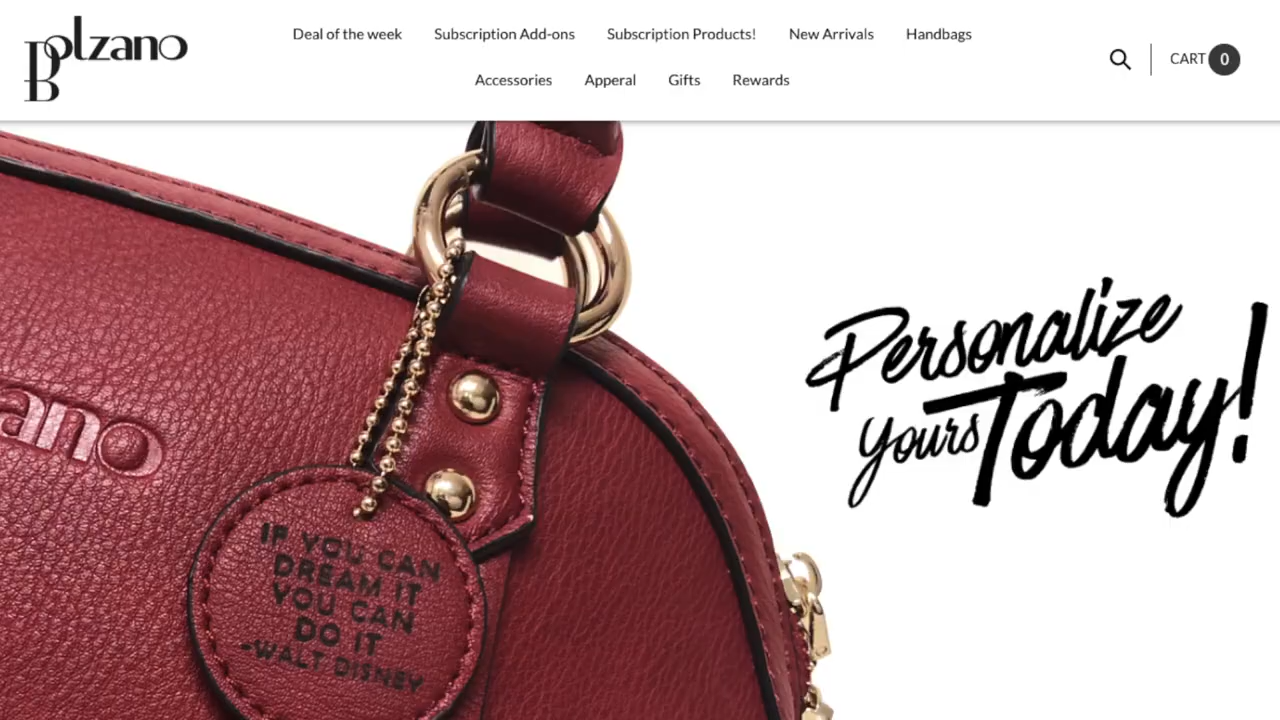 Bolzano
Deal of the week
Subscription Add-ons
Subscription Products!
New Arrivals
Handbags
Accessories
Apperal
Gifts
Rewards
CART 0
Personalize
yours Today!
ano
IF YOU CAN
DREAM IT
YOU CAN
DO IT
-WALT DISNEY